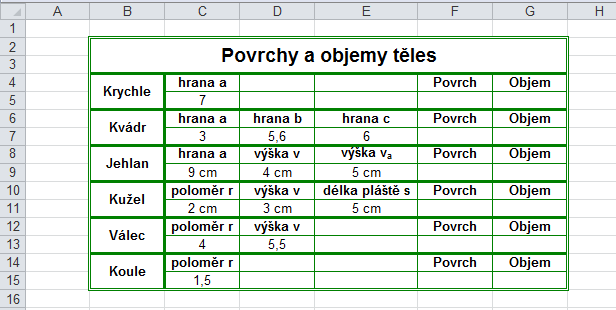 A B C D E F G H
1
2 Povrchy a objemy těles
3
4 Krychle hrana a Povrch Objem
5 7
6 Kvádr hrana a hrana b hrana c Povrch Objem
7 3 5,6 6
8 Jehlan hrana a výška v výška vₐ Povrch Objem
9 9 cm 4 cm 5 cm
10 Kužel poloměr r výška v délka pláště s Povrch Objem
11 2 cm 3 cm 5 cm
12 Válec poloměr r výška v Povrch Objem
13 4 5,5
14 Koule poloměr r Povrch Objem
15 1,5
16